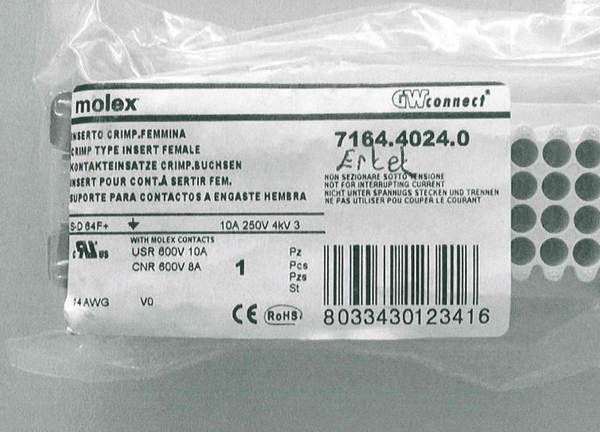 molex
GWconnect®
INSERTO CRIMP.FEMMINA
CRIMP TYPE INSERT FEMALE
KONTAKTEINSATZE CRIMP.BUCHSEN
INSERT POUR CONT.À SERTIR FEM.
SUPORTE PARA CONTACTOS A ENGASTE HEMBRA
7164.4024.0
NON SEZIONARE SOTTO TENSIONE
NOT FOR INTERRUPTING CURRENT
NICHT UNTER SPANNUGS STECKEN UND TRENNEN
NE PAS UTILISER POU COUPER LE COURANT
S-D 64F+ 10A 250V 4kV 3
WITH MOLEX CONTACTS
c RU us USR 600V 10A
CNR 600V 8A
1
Pz
Pcs
Pzs
St
14 AWG V0
CE RoHS
8033430123416